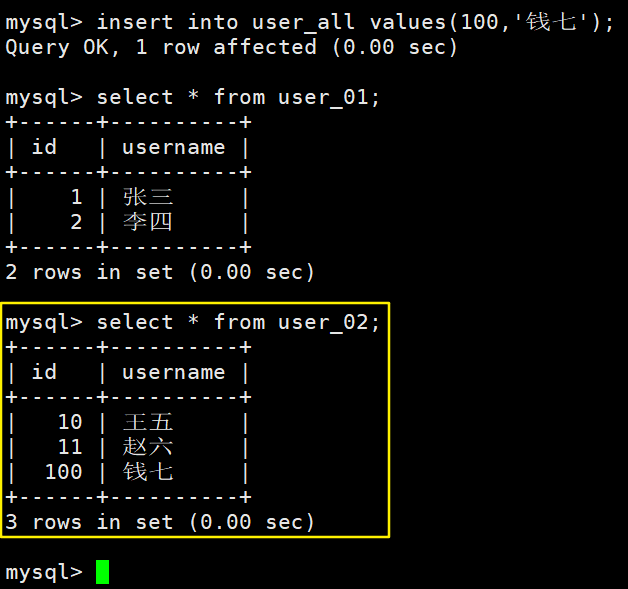 mysql> insert into user_all values(100,'钱七');
Query OK, 1 row affected (0.00 sec)
mysql> select * from user_01;
+------+----------+
| id   | username |
+------+----------+
|    1 | 张三     |
|    2 | 李四     |
+------+----------+
2 rows in set (0.00 sec)
mysql> select * from user_02;
+------+----------+
| id   | username |
+------+----------+
|   10 | 王五     |
|   11 | 赵六     |
|  100 | 钱七     |
+------+----------+
3 rows in set (0.00 sec)
mysql>